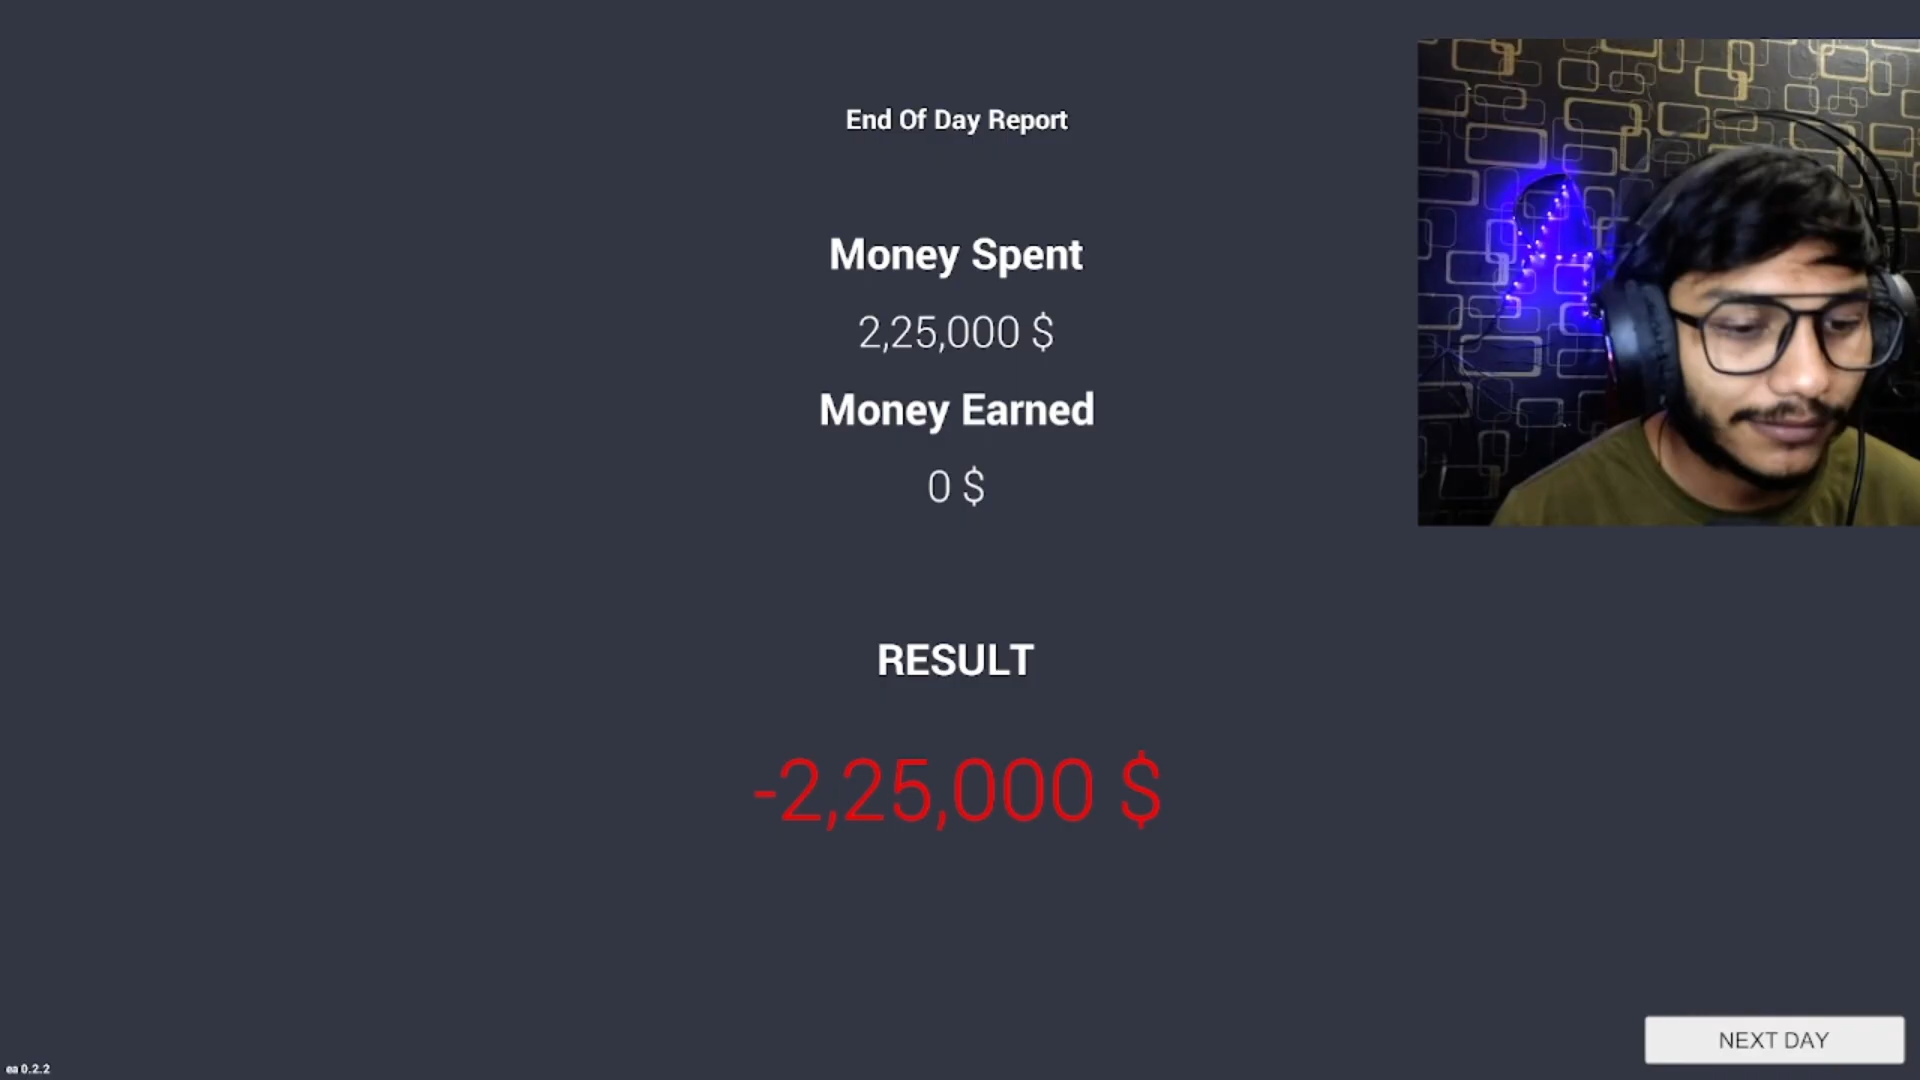 End Of Day Report
Money Spent
2,25,000 $
Money Earned
0 $
RESULT
-2,25,000 $
NEXT DAY
ea 0.2.2